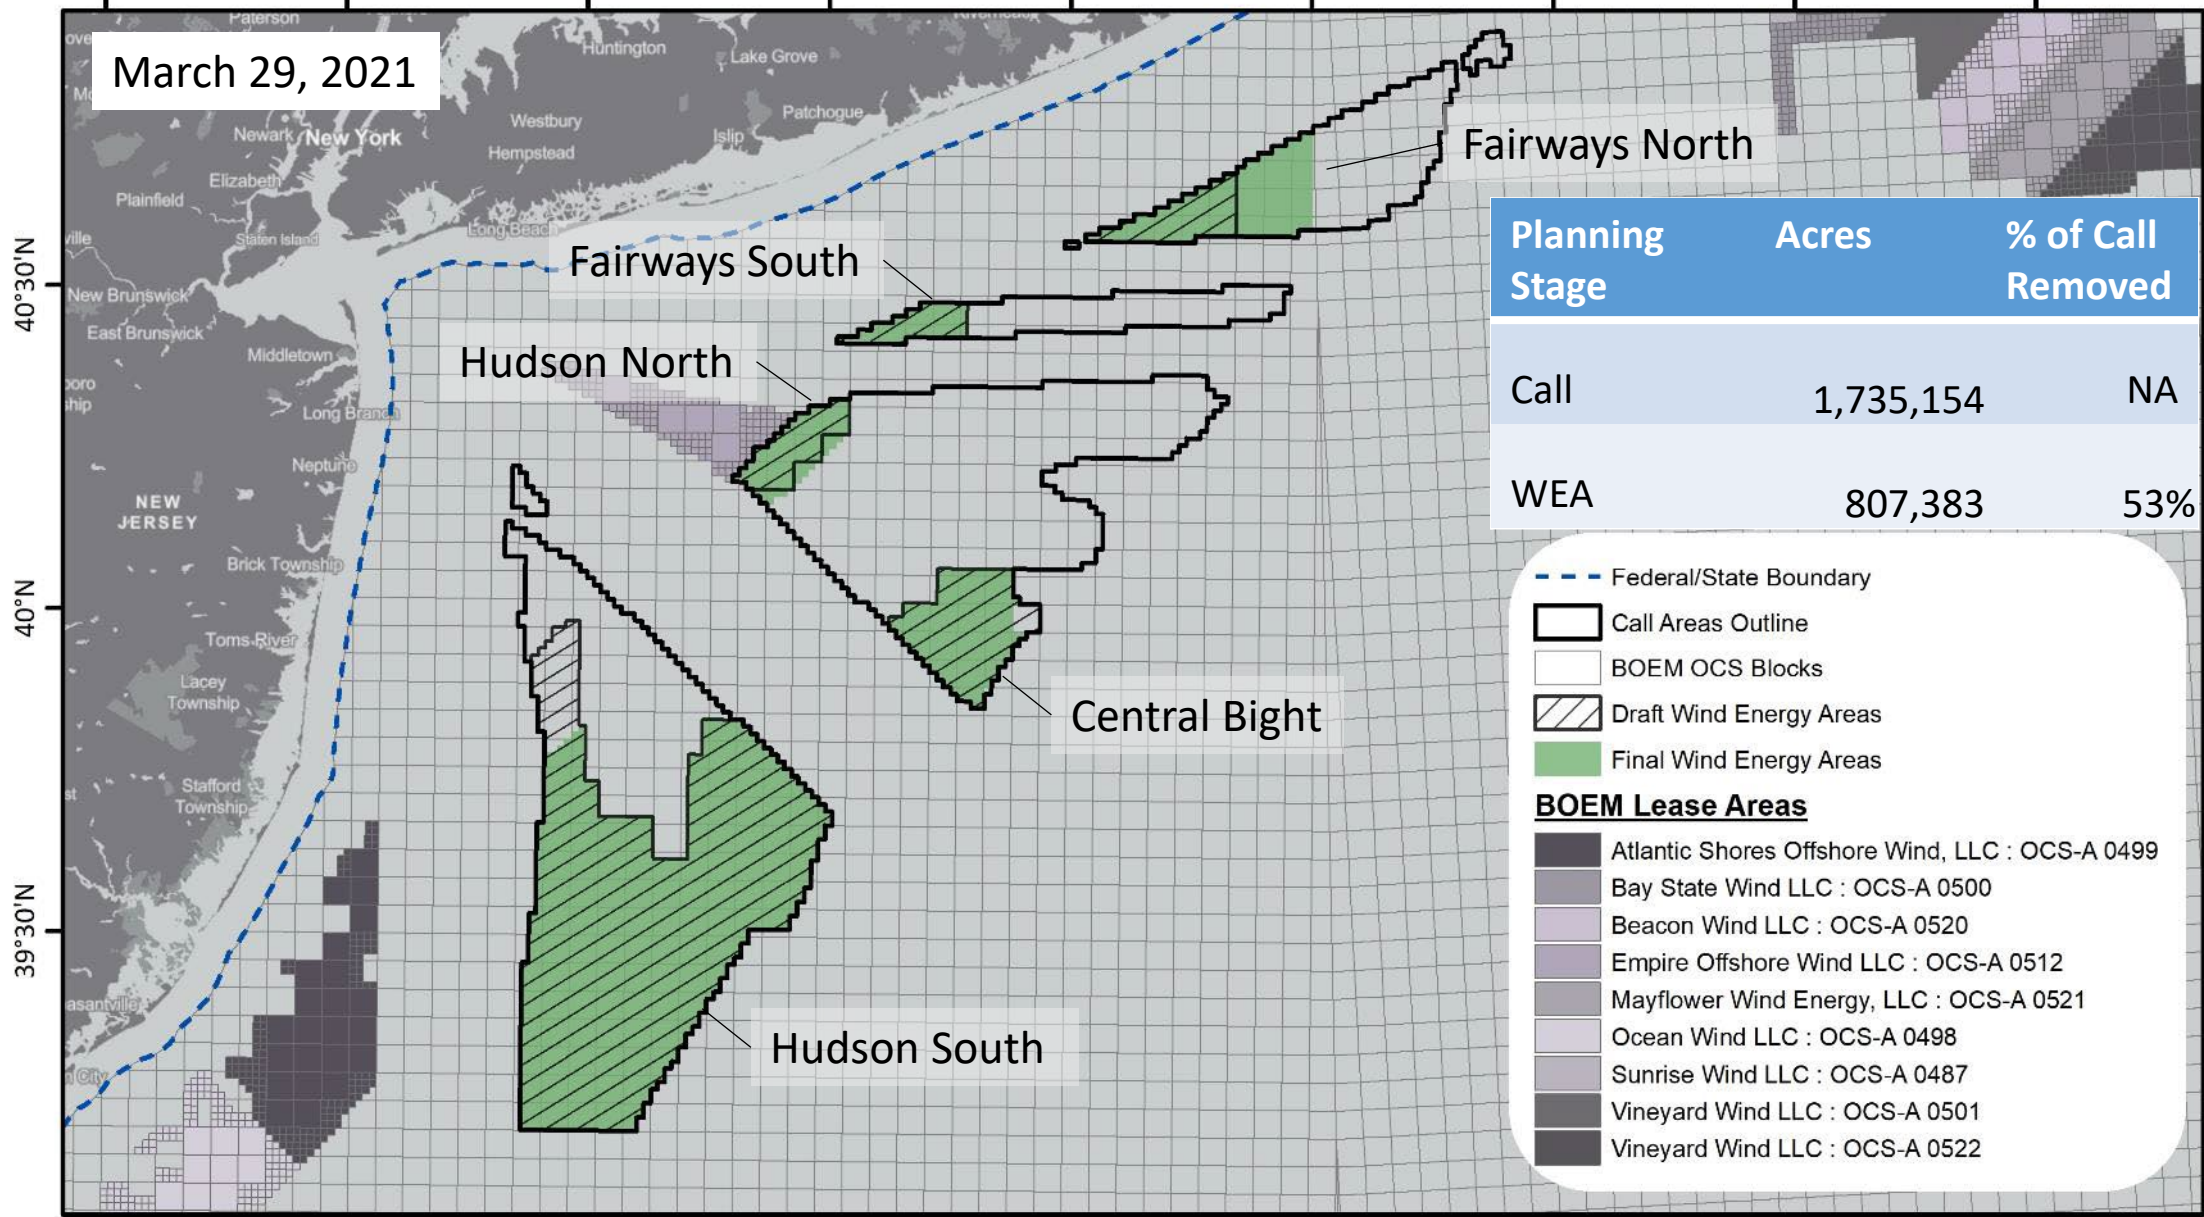 March 29, 2021
Paterson
Huntington
Lake Grove
Patchogue
Newark
New York
Westbury
Hempstead
Islip
Elizabeth
Plainfield
Staten Island
Long Beach
New Brunswick
East Brunswick
Middletown
Long Branch
Neptune
NEW
JERSEY
Brick Township
Toms River
Lacey
Township
Stafford
Township
Fairways North
Fairways South
Hudson North
Central Bight
Hudson South
40°30'N
40°N
39°30'N
Planning Stage Acres % of Call Removed
Call 1,735,154 NA
WEA 807,383 53%
Federal/State Boundary
Call Areas Outline
BOEM OCS Blocks
Draft Wind Energy Areas
Final Wind Energy Areas
BOEM Lease Areas
Atlantic Shores Offshore Wind, LLC : OCS-A 0499
Bay State Wind LLC : OCS-A 0500
Beacon Wind LLC : OCS-A 0520
Empire Offshore Wind LLC : OCS-A 0512
Mayflower Wind Energy, LLC : OCS-A 0521
Ocean Wind LLC : OCS-A 0498
Sunrise Wind LLC : OCS-A 0487
Vineyard Wind LLC : OCS-A 0501
Vineyard Wind LLC : OCS-A 0522